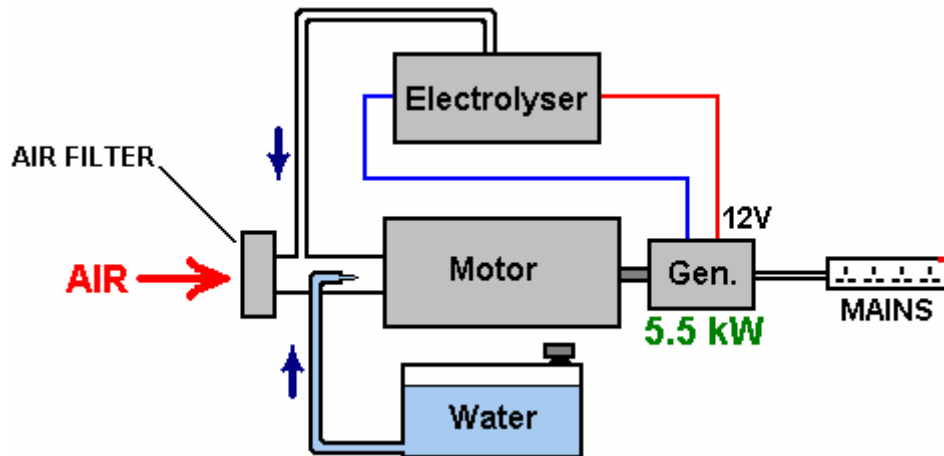 Electrolyser
AIR FILTER
12V
AIR
Motor
Gen.
MAINS
5.5 kW
Water